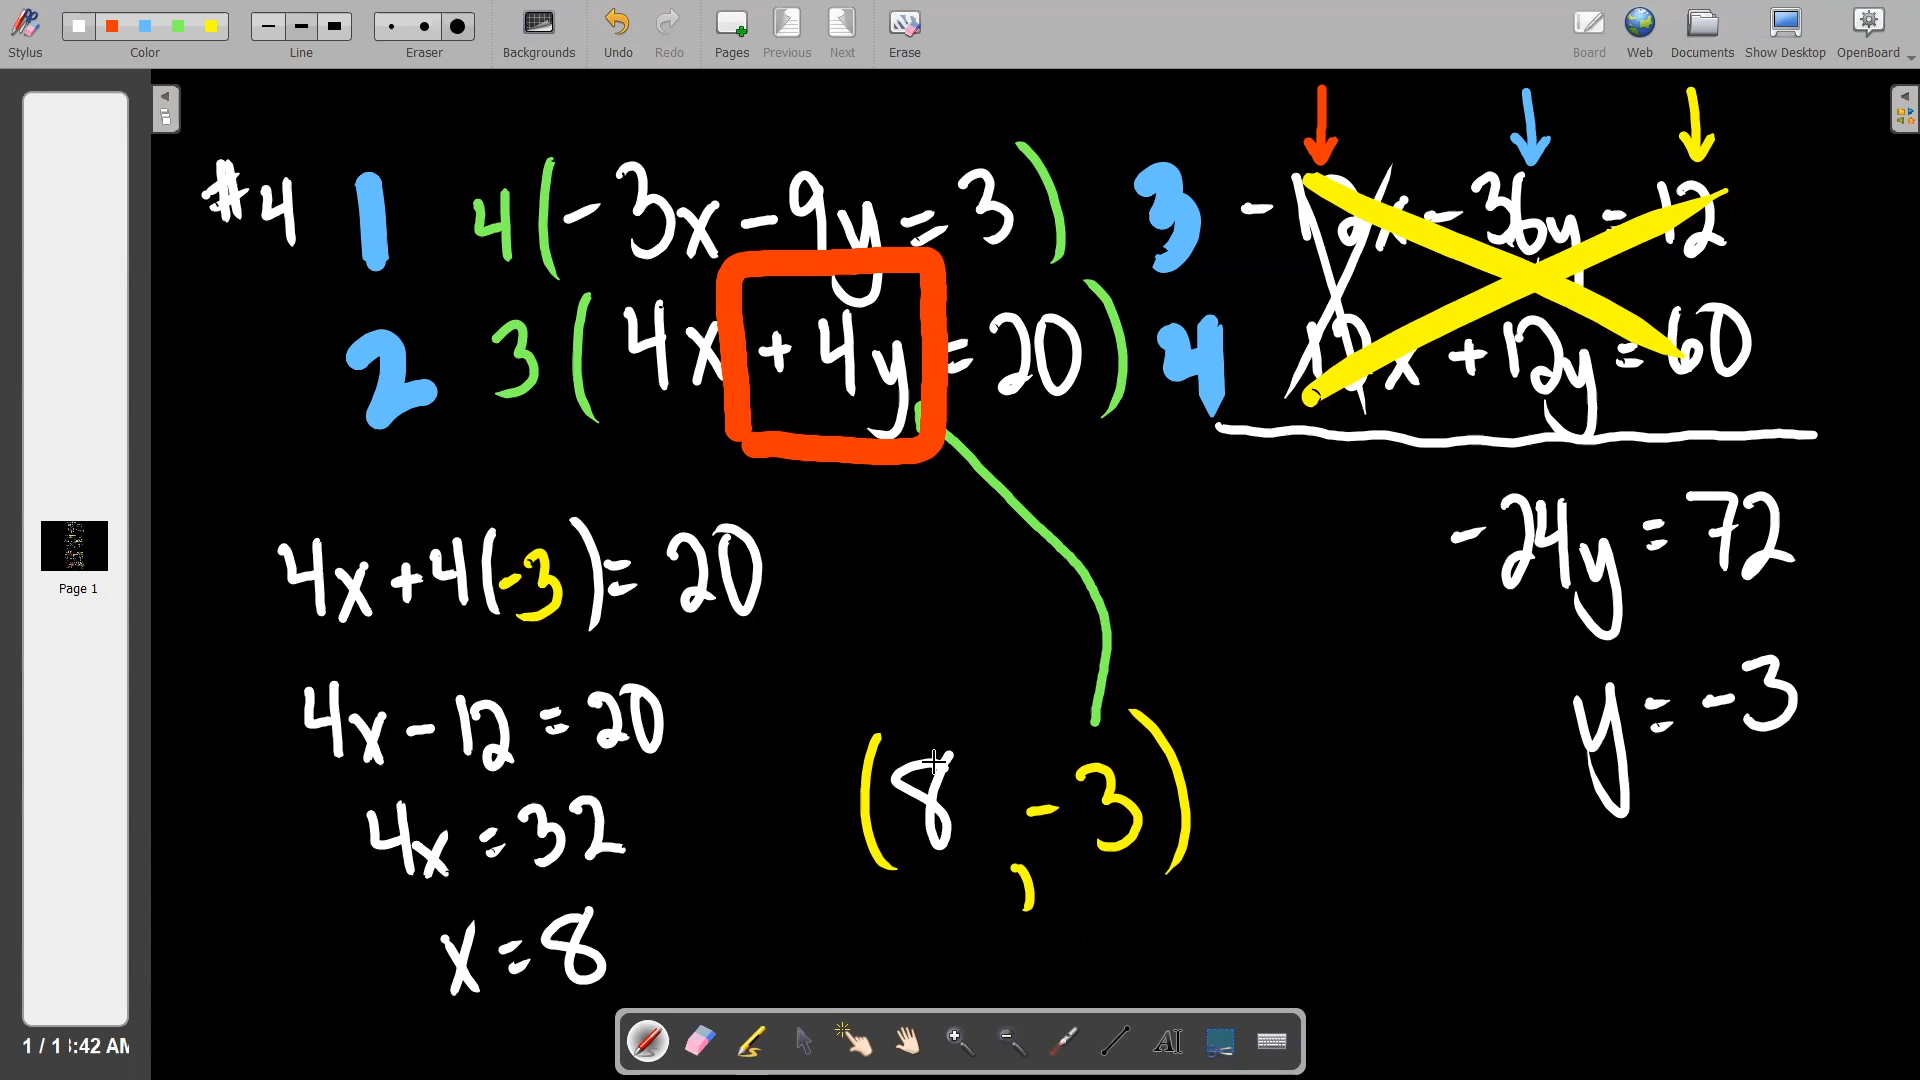 Stylus Color Line Eraser Backgrounds Undo Redo Pages Previous Next Erase Board Web Documents Show Desktop OpenBoard
#4 1 4(-3x-9y=3) 3 -12x-36y=12
2 3(4x+4y=20) 4 12x+12y=60
-24y=72
y=-3
4x+4(-3)=20
4x-12=20
4x=32
x=8
(8,-3)
Page 1
1 / 1